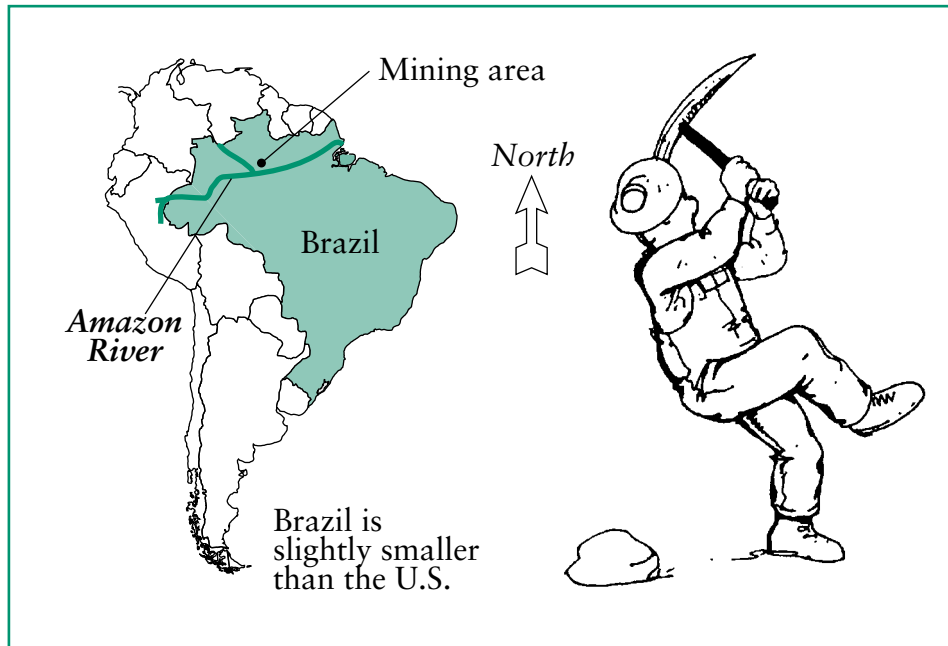 Mining area
North
Brazil
Amazon
River
Brazil is
slightly smaller
than the U.S.